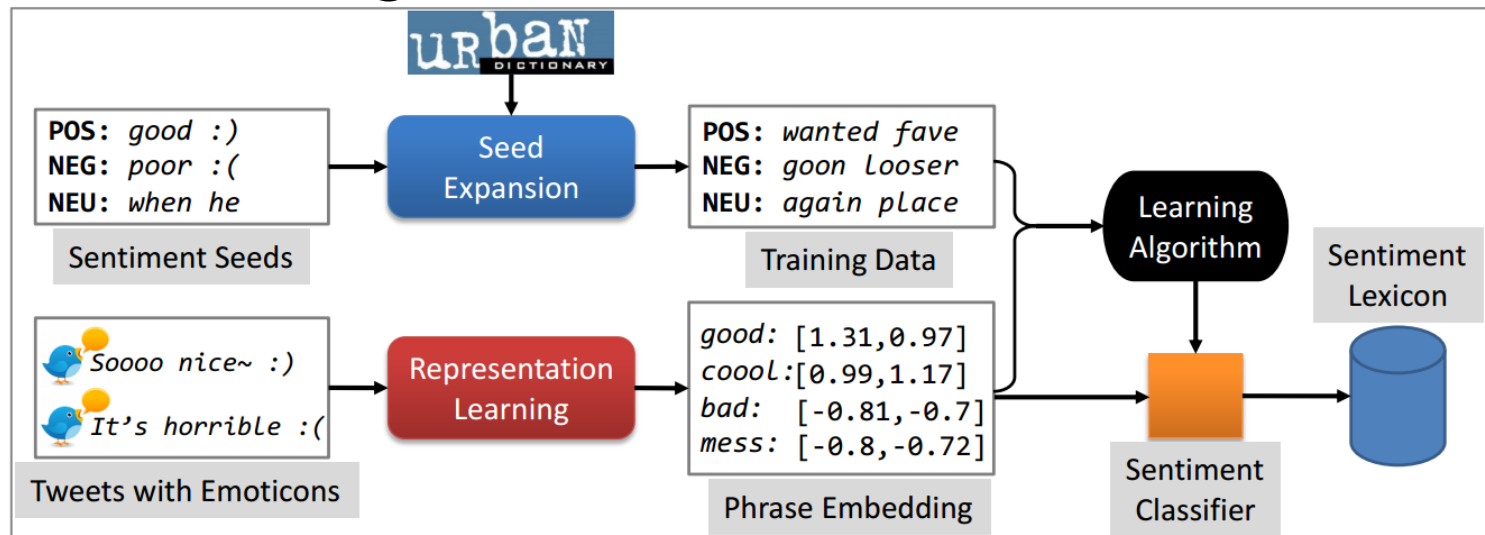 URBAN
DICTIONARY
POS: good :)
NEG: poor :(
NEU: when he
Sentiment Seeds
Seed
Expansion
POS: wanted fave
NEG: goon looser
NEU: again place
Training Data
Learning
Algorithm
Sentiment
Lexicon
Soooo nice~ :)
It's horrible :(
Tweets with Emoticons
Representation
Learning
good: [1.31,0.97]
coool:[0.99,1.17]
bad: [-0.81,-0.7]
mess: [-0.8,-0.72]
Phrase Embedding
Sentiment
Classifier